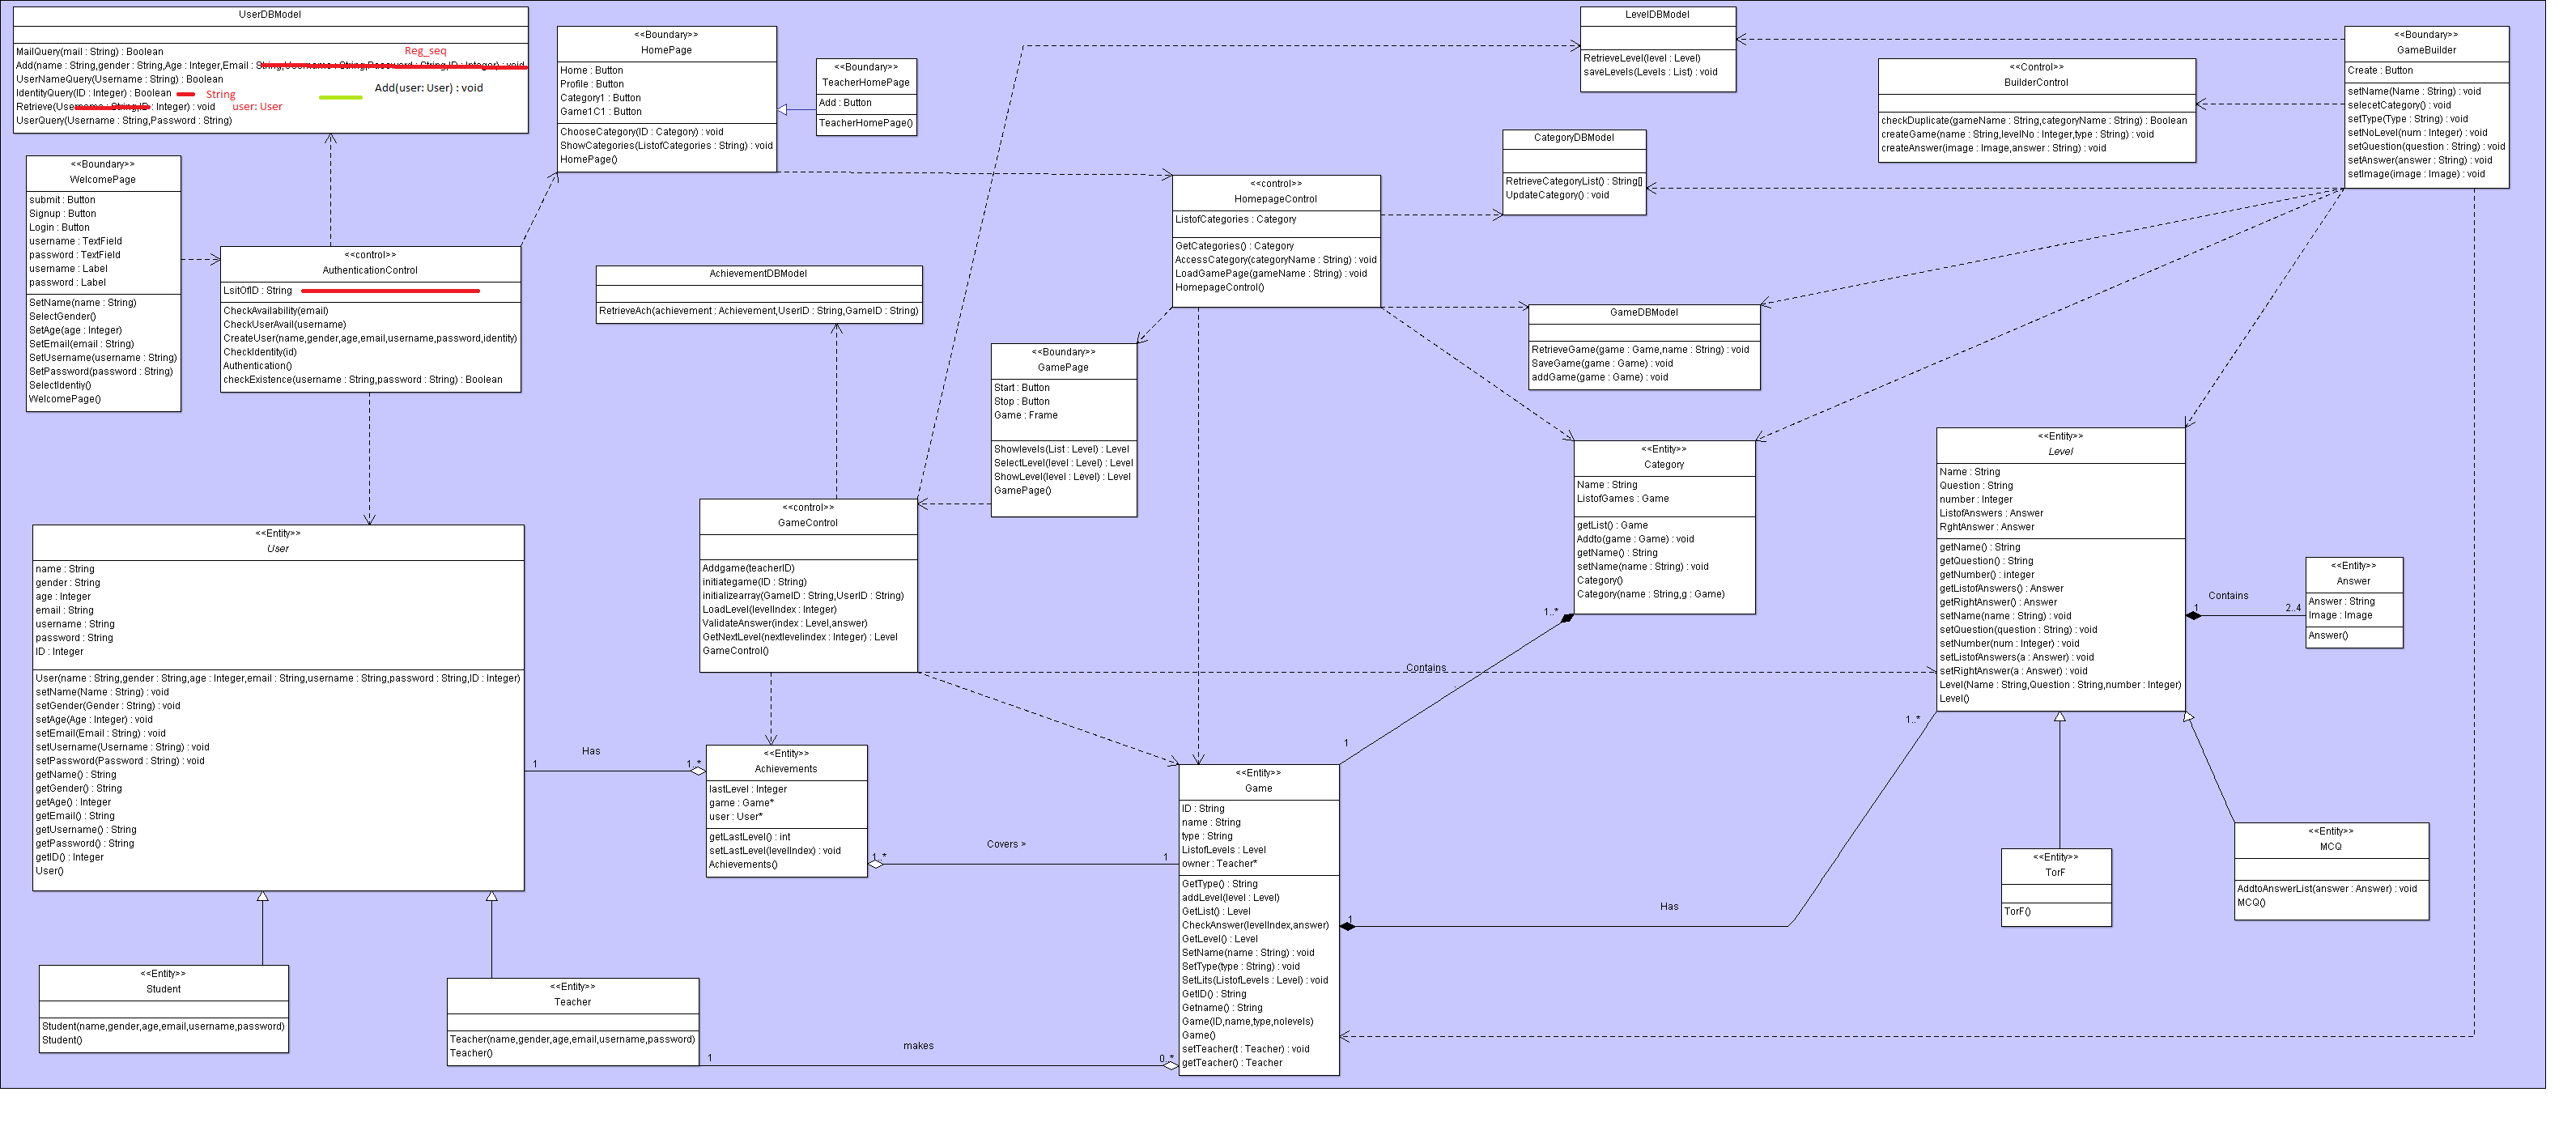 UserDBModel
MailQuery(mail : String) : Boolean
Reg_seq
Add(name : String,gender : String,Age : Integer,Email : String,Username : String,Password : String,ID : Integer) : void
UserNameQuery(Username : String) : Boolean
IdentityQuery(ID : Integer) : Boolean
String
Add(user: User) : void
Retrieve(Username : String,ID : Integer) : void
user: User
UserQuery(Username : String,Password : String)
<<Boundary>>
HomePage
Home : Button
Profile : Button
Category1 : Button
Game1C1 : Button
ChooseCategory(ID : Category) : void
ShowCategories(ListofCategories : String) : void
HomePage()
<<Boundary>>
TeacherHomePage
Add : Button
TeacherHomePage()
LevelDBModel
RetrieveLevel(level : Level)
saveLevels(Levels : List) : void
<<Control>>
BuilderControl
checkDuplicate(gameName : String,categoryName : String) : Boolean
createGame(name : String,levelNo : Integer,type : String) : void
createAnswer(image : Image,answer : String) : void
<<Boundary>>
GameBuilder
Create : Button
setName(Name : String) : void
selecetCategory() : void
setType(Type : String) : void
setNoLevel(num : Integer) : void
setQuestion(question : String) : void
setAnswer(answer : String) : void
setImage(image : Image) : void
CategoryDBModel
RetrieveCategoryList() : String[]
UpdateCategory() : void
<<Boundary>>
WelcomePage
submit : Button
Signup : Button
Login : Button
username : TextField
password : TextField
username : Label
password : Label
SetName(name : String)
SelectGender()
SetAge(age : Integer)
SetEmail(email : String)
SetUsername(username : String)
SetPassword(password : String)
SelectIdentiy()
WelcomePage()
<<control>>
AuthenticationControl
LsitOfID : String
CheckAvailability(email)
CheckUserAvail(username)
CreateUser(name,gender,age,email,username,password,identity)
CheckIdentity(id)
Authentication()
checkExistence(username : String,password : String) : Boolean
<<control>>
HomepageControl
ListofCategories : Category
GetCategories() : Category
AccessCategory(categoryName : String) : void
LoadGamePage(gameName : String) : void
HomepageControl()
AchievementDBModel
RetrieveAch(achievement : Achievement,UserID : String,GameID : String)
GameDBModel
RetrieveGame(game : Game,name : String) : void
SaveGame(game : Game) : void
addGame(game : Game) : void
<<Boundary>>
GamePage
Start : Button
Stop : Button
Game : Frame
Showlevels(List : Level) : Level
SelectLevel(level : Level) : Level
ShowLevel(level : Level) : Level
GamePage()
<<Entity>>
Category
Name : String
ListofGames : Game
getList() : Game
Addto(game : Game) : void
getName() : String
setName(name : String) : void
Category()
Category(name : String,g : Game)
1..*
Contains
1
<<Entity>>
Level
Name : String
Question : String
number : Integer
ListofAnswers : Answer
RghtAnswer : Answer
getName() : String
getQuestion() : String
getNumber() : integer
getListofAnswers() : Answer
getRightAnswer() : Answer
setName(name : String) : void
setQuestion(question : String) : void
setNumber(num : Integer) : void
setListofAnswers(a : Answer) : void
setRightAnswer(a : Answer) : void
Level(Name : String,Question : String,number : Integer)
Level()
1
Contains
2..4
<<Entity>>
Answer
Answer : String
Image : Image
Answer()
<<control>>
GameControl
Addgame(teacherID)
initiategame(ID : String)
initializearray(GameID : String,UserID : String)
LoadLevel(levelIndex : Integer)
ValidateAnswer(index : Level,answer)
GetNextLevel(nextlevelindex : Integer) : Level
GameControl()
<<Entity>>
User
name : String
gender : String
age : Integer
email : String
username : String
password : String
ID : Integer
User(name : String,gender : String,age : Integer,email : String,username : String,password : String,ID : Integer)
setName(Name : String) : void
setGender(Gender : String) : void
setAge(Age : Integer) : void
setEmail(Email : String) : void
setUsername(Username : String) : void
setPassword(Password : String) : void
getName() : String
getGender() : String
getAge() : Integer
getEmail() : String
getUsername() : String
getPassword() : String
getID() : Integer
User()
1
Has
1..*
<<Entity>>
Achievements
lastLevel : Integer
game : Game*
user : User*
getLastLevel() : int
setLastLevel(levelIndex) : void
Achievements()
1..*
Covers >
1
<<Entity>>
Game
ID : String
name : String
type : String
ListofLevels : Level
owner : Teacher*
GetType() : String
addLevel(level : Level)
GetList() : Level
CheckAnswer(levelIndex,answer)
GetLevel() : Level
SetName(name : String) : void
SetType(type : String) : void
SetLits(ListofLevels : Level) : void
GetID() : String
Getname() : String
Game(ID,name,type,nolevels)
Game()
setTeacher(t : Teacher) : void
getTeacher() : Teacher
1
Has
1..*
<<Entity>>
TorF
TorF()
<<Entity>>
MCQ
AddtoAnswerList(answer : Answer) : void
MCQ()
<<Entity>>
Student
Student(name,gender,age,email,username,password)
Student()
<<Entity>>
Teacher
Teacher(name,gender,age,email,username,password)
Teacher()
1
makes
0..*